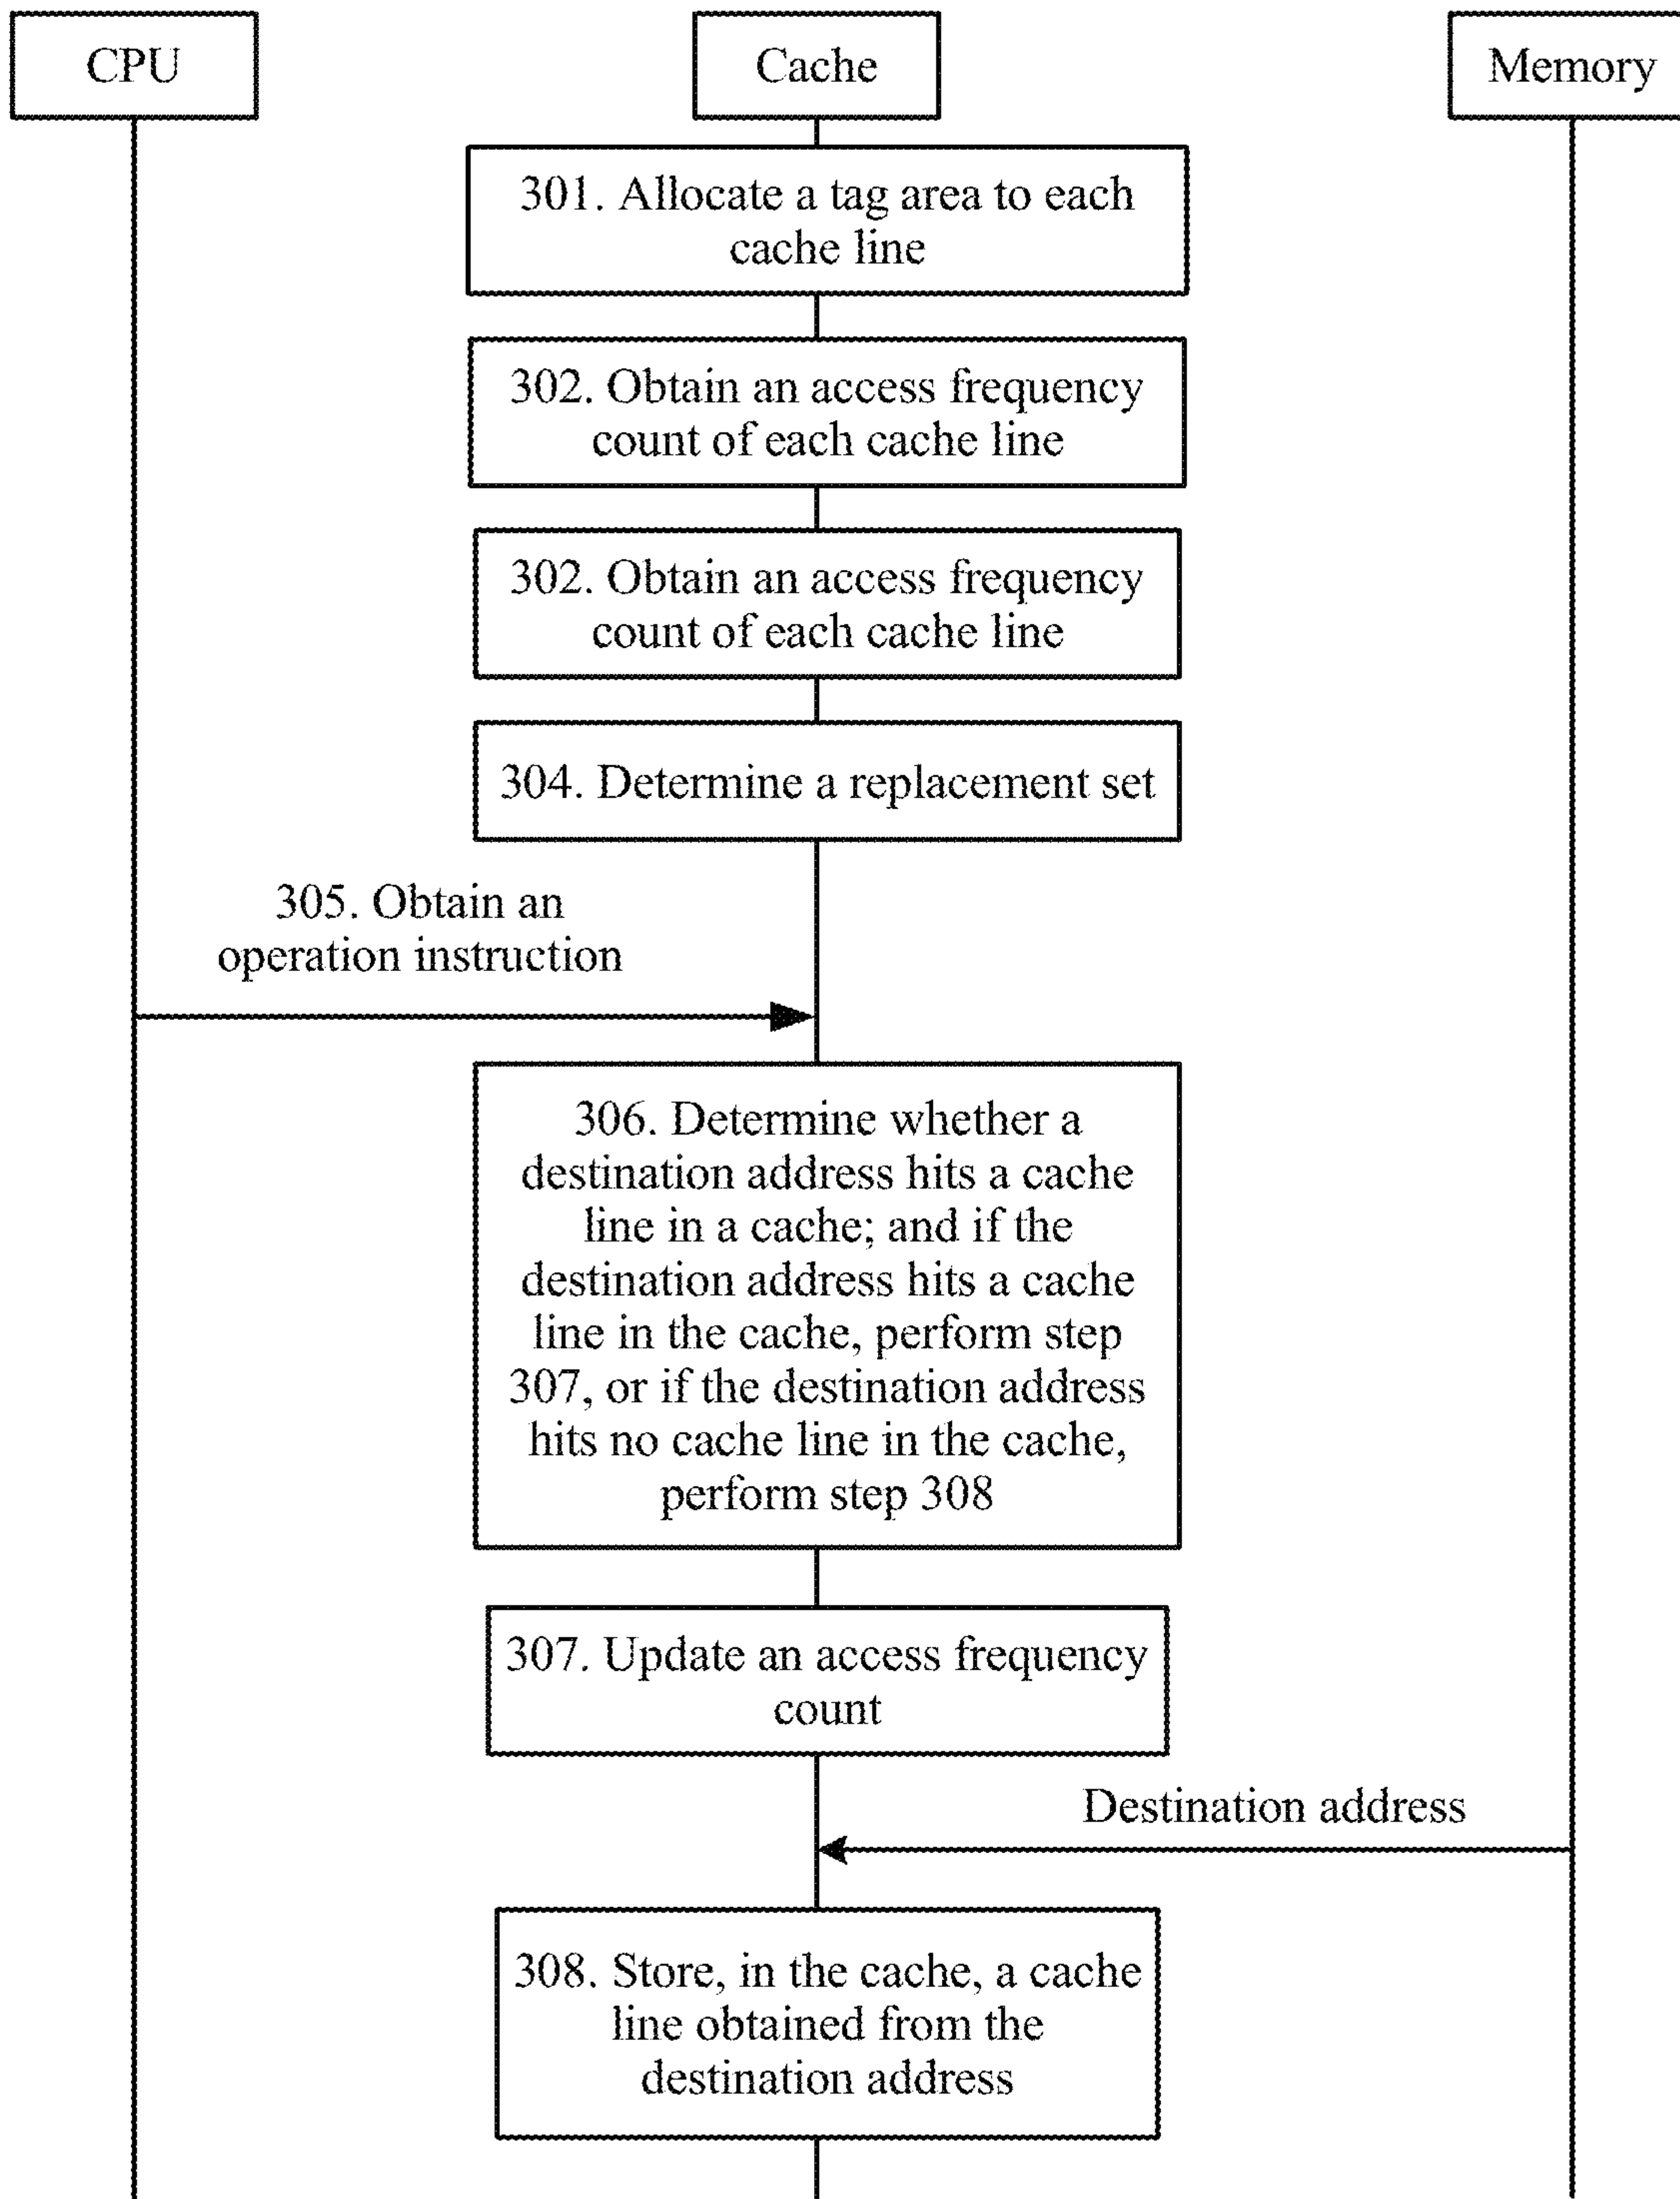 CPU
Cache
Memory
301. Allocate a tag area to each
cache line
302. Obtain an access frequency
count of each cache line
302. Obtain an access frequency
count of each cache line
304. Determine a replacement set
305. Obtain an
operation instruction
306. Determine whether a
destination address hits a cache
line in a cache; and if the
destination address hits a cache
line in the cache, perform step
307, or if the destination address
hits no cache line in the cache,
perform step 308
307. Update an access frequency
count
Destination address
308. Store, in the cache, a cache
line obtained from the
destination address